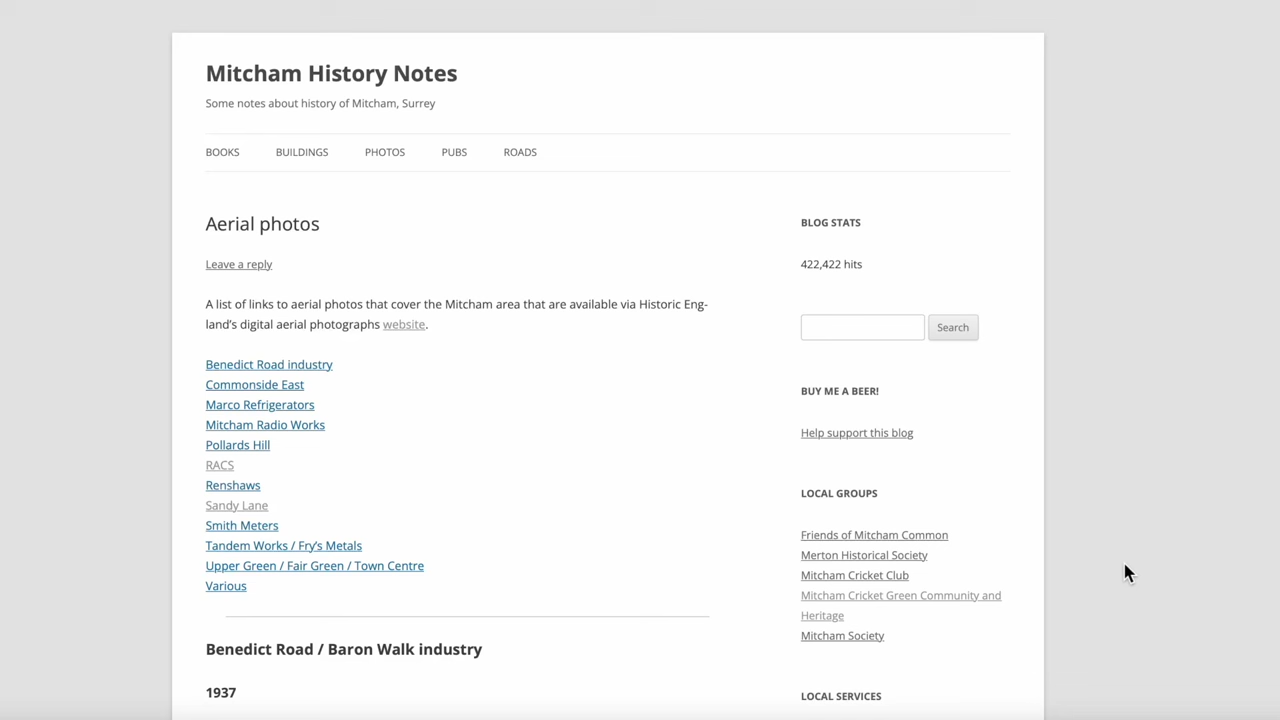 Mitcham History Notes
Some notes about history of Mitcham, Surrey
BOOKS BUILDINGS PHOTOS PUBS ROADS
Aerial photos
Leave a reply
A list of links to aerial photos that cover the Mitcham area that are available via Historic Eng-
land’s digital aerial photographs website.
Benedict Road industry
Commonside East
Marco Refrigerators
Mitcham Radio Works
Pollards Hill
RACS
Renshaws
Sandy Lane
Smith Meters
Tandem Works / Fry’s Metals
Upper Green / Fair Green / Town Centre
Various
Benedict Road / Baron Walk industry
1937
BLOG STATS
422,422 hits
Search
BUY ME A BEER!
Help support this blog
LOCAL GROUPS
Friends of Mitcham Common
Merton Historical Society
Mitcham Cricket Club
Mitcham Cricket Green Community and
Heritage
Mitcham Society
LOCAL SERVICES